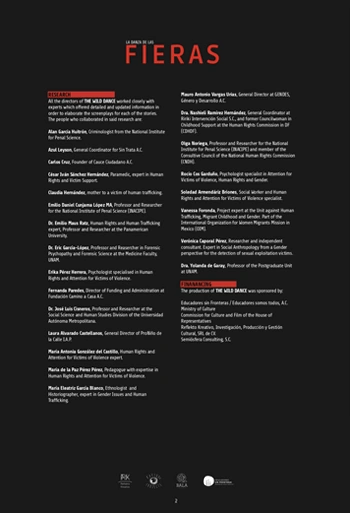 LA DANZA DE LAS
FIERAS
RESEARCH
All the directors of THE WILD DANCE worked closely with
experts which offered detailed and updated information in
order to elaborate the screenplays for each of the stories.
The people who collaborated in said research are:
Alan García Huitrón, Criminologist from the National Institute
for Penal Science.
Azul Leyson, General Coordinator for Sin Trata A.C.
Carlos Cruz, Founder of Cauce Ciudadano A.C.
César Iván Sánchez Hernández, Paramedic, expert in Human
Rights and Victim Support.
Claudia Hernández, mother to a victim of human trafficking.
Emilio Daniel Cunjama López MA, Professor and Researcher
for the National Institute of Penal Science (INACIPE).
Dr. Emilio Maus Ratz, Human Rights and Human Trafficking
expert, Professor and Researcher at the Panamerican
University.
Dr. Eric García-López, Professor and Researcher in Forensic
Psychopathy and Forensic Science at the Medicine Faculty,
UNAM.
Erika Pérez Herrera, Psychologist specialised in Human
Rights and Attention for Victims of Violence.
Fernanda Paredes, Director of Funding and Administration at
Fundación Camino a Casa A.C.
Dr. José Luis Cisneros, Professor and Researcher at the
Social Science and Human Studies Division of the Universidad
Autónoma Metropolitana.
Laura Alvarado Castellanos, General Director of ProNiño de
la Calle I.A.P.
María Antonia González del Castillo, Human Rights and
Attention for Victims of Violence expert.
María de la Paz Pérez Pérez, Pedagogue with expertise in
Human Rights and Attention for Victims of Violence.
María Eleatriz García Blanco, Ethnologist and
Historiographer, expert in Gender Issues and Human
Trafficking.
Mauro Antonio Vargas Urías, General Director at GENDES,
Género y Desarrollo A.C.
Dra. Nashieli Ramírez Hernández, General Coordinator at
Ririki Intervención Social S.C., and former Councilwoman in
Childhood Support at the Human Rights Commission in DF
(CDHDF).
Olga Noriega, Professor and Researcher for the National
Institute for Penal Science (INACIPE) and member of the
Consultive Council of the National Human Rights Commission
(CNDH).
Rocío Cos Garduño, Psychologist specialist in Attention for
Victims of Violence, Human Rights and Gender.
Soledad Armendáriz Briones, Social Worker and Human
Rights and Attention for Victims of Violence specialist.
Vanessa Foronda, Project expert at the Unit against Human
Trafficking, Migrant Childhood and Gender. Part of the
International Organization for Women Migrants Mission in
Mexico (OIM).
Verónica Caporal Pérez, Researcher and independent
consultant. Expert in Social Anthropology from a Gender
perspective for the detection of sexual exploitation victims.
Dra. Yolanda de Garay, Professor of the Postgraduate Unit
at UNAM.
FINANANCING
The production of THE WILD DANCE was sponsored by:
Educadores sin Fronteras / Educadores somos todos, A.C.
Ministry of Culture
Commission for Culture and Film of the House of
Representatives
Reflekto Kreativo, Investigación, Producción y Gestión
Cultural, SRL de CV
Semiósfera Consulting, S.C.
2